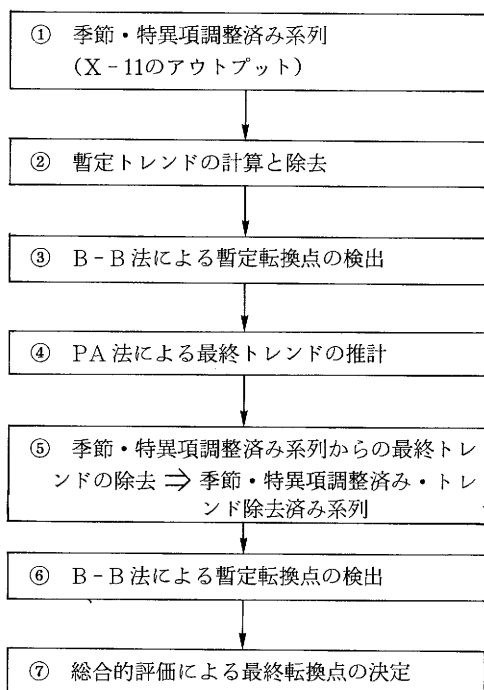 ① 季節・特異項調整済み系列
(X-11のアウトプット)
② 暫定トレンドの計算と除去
③ B-B法による暫定転換点の検出
④ PA法による最終トレンドの推計
⑤ 季節・特異項調整済み系列からの最終トレ
ンドの除去 ⇒ 季節・特異項調整済み・トレ
ンド除去済み系列
⑥ B-B法による暫定転換点の検出
⑦ 総合的評価による最終転換点の決定